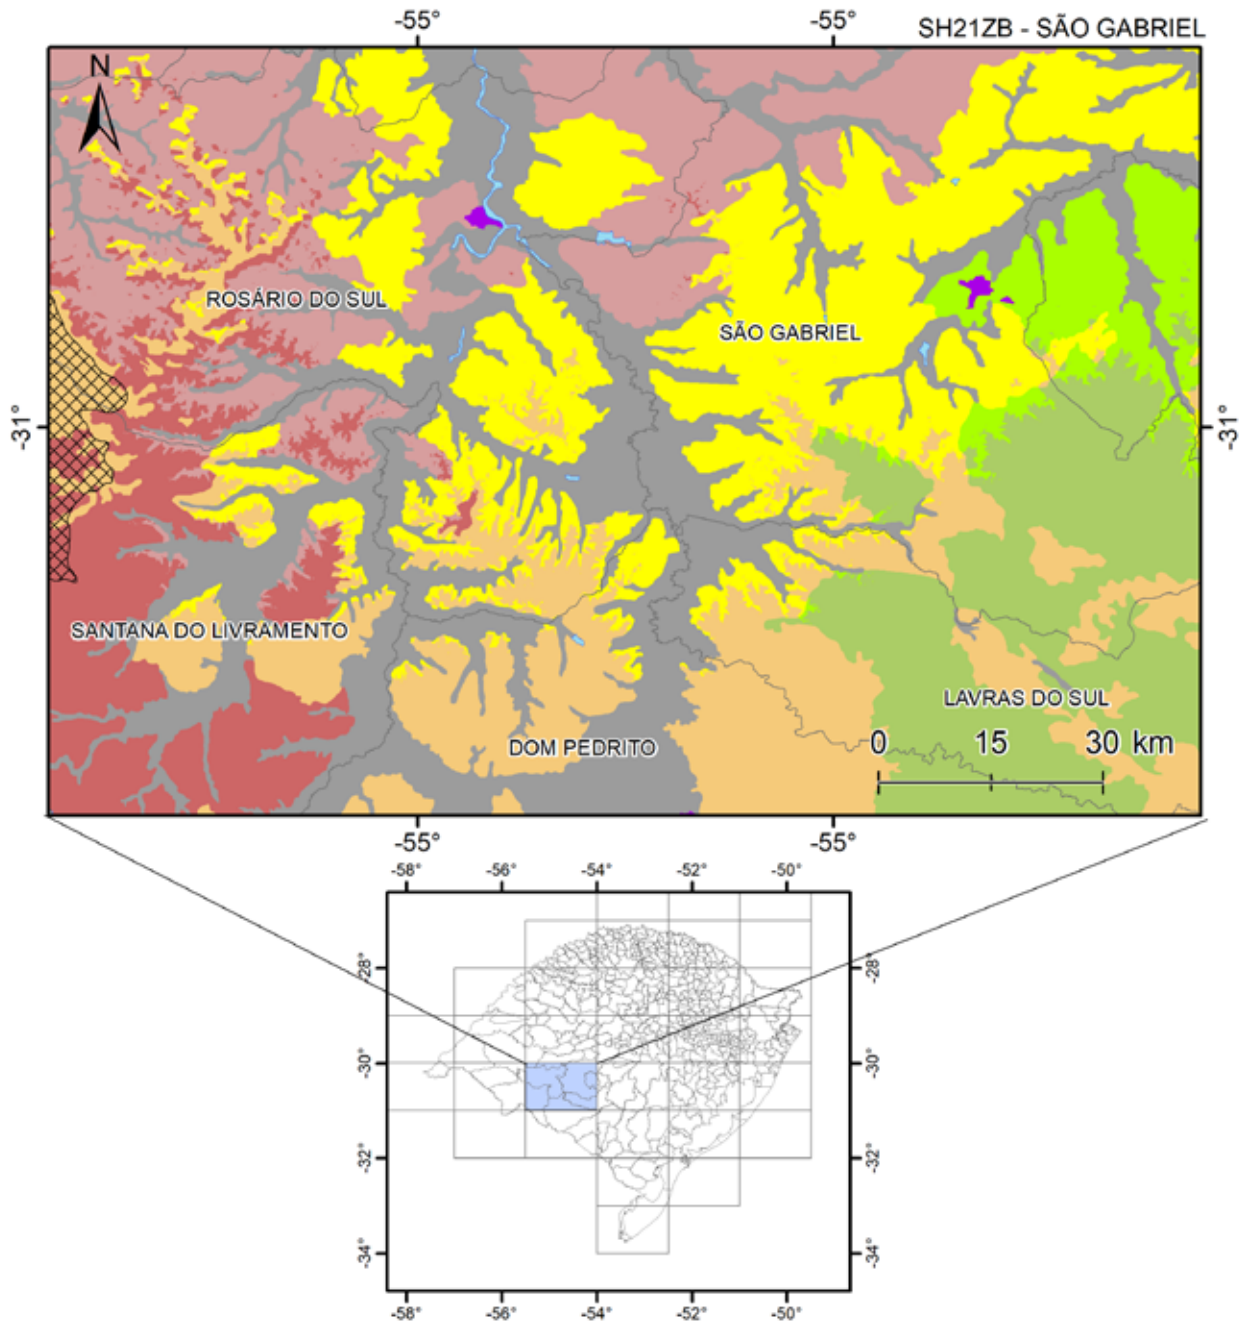 -55° -55°
SH21ZB - SÃO GABRIEL
N
ROSÁRIO DO SUL
SÃO GABRIEL
-31° -31°
SANTANA DO LIVRAMENTO
LAVRAS DO SUL
DOM PEDRITO
0 15 30 km
-55° -55°
-58° -56° -54° -52° -50°
-28° -28°
-30° -30°
-32° -32°
-34° -34°
-58° -56° -54° -52° -50°